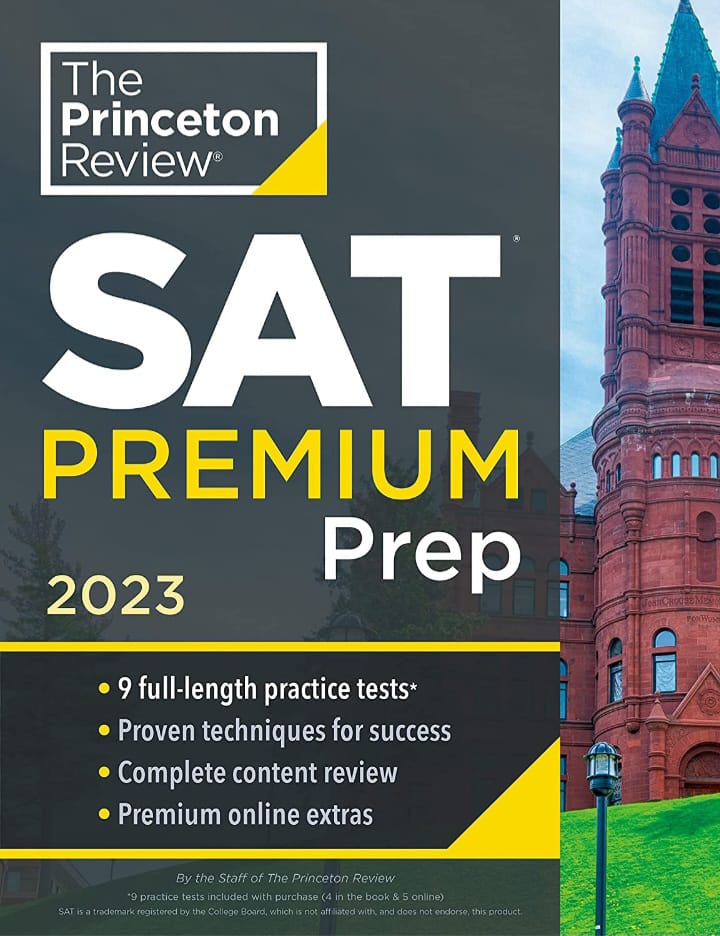 The
Princeton
Review®
SAT®
PREMIUM
Prep
2023
• 9 full-length practice tests*
• Proven techniques for success
• Complete content review
• Premium online extras
By the Staff of The Princeton Review
*9 practice tests included with purchase (4 in the book & 5 online)
SAT is a trademark registered by the College Board, which is not affiliated with, and does not endorse, this product.